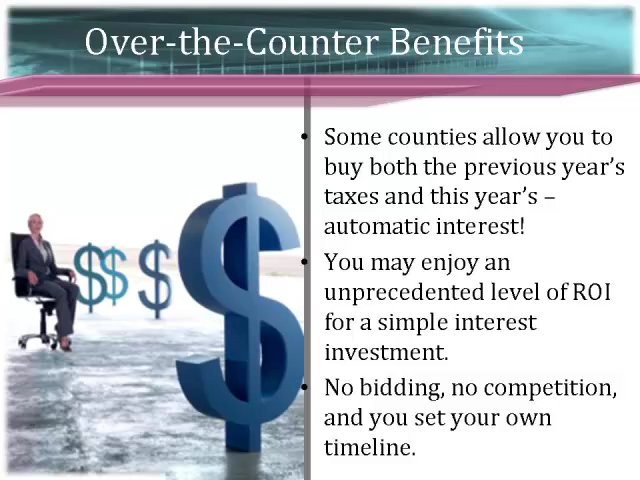 Over-the-Counter Benefits
• Some counties allow you to
buy both the previous year’s
taxes and this year’s –
automatic interest!
• You may enjoy an
unprecedented level of ROI
for a simple interest
investment.
• No bidding, no competition,
and you set your own
timeline.